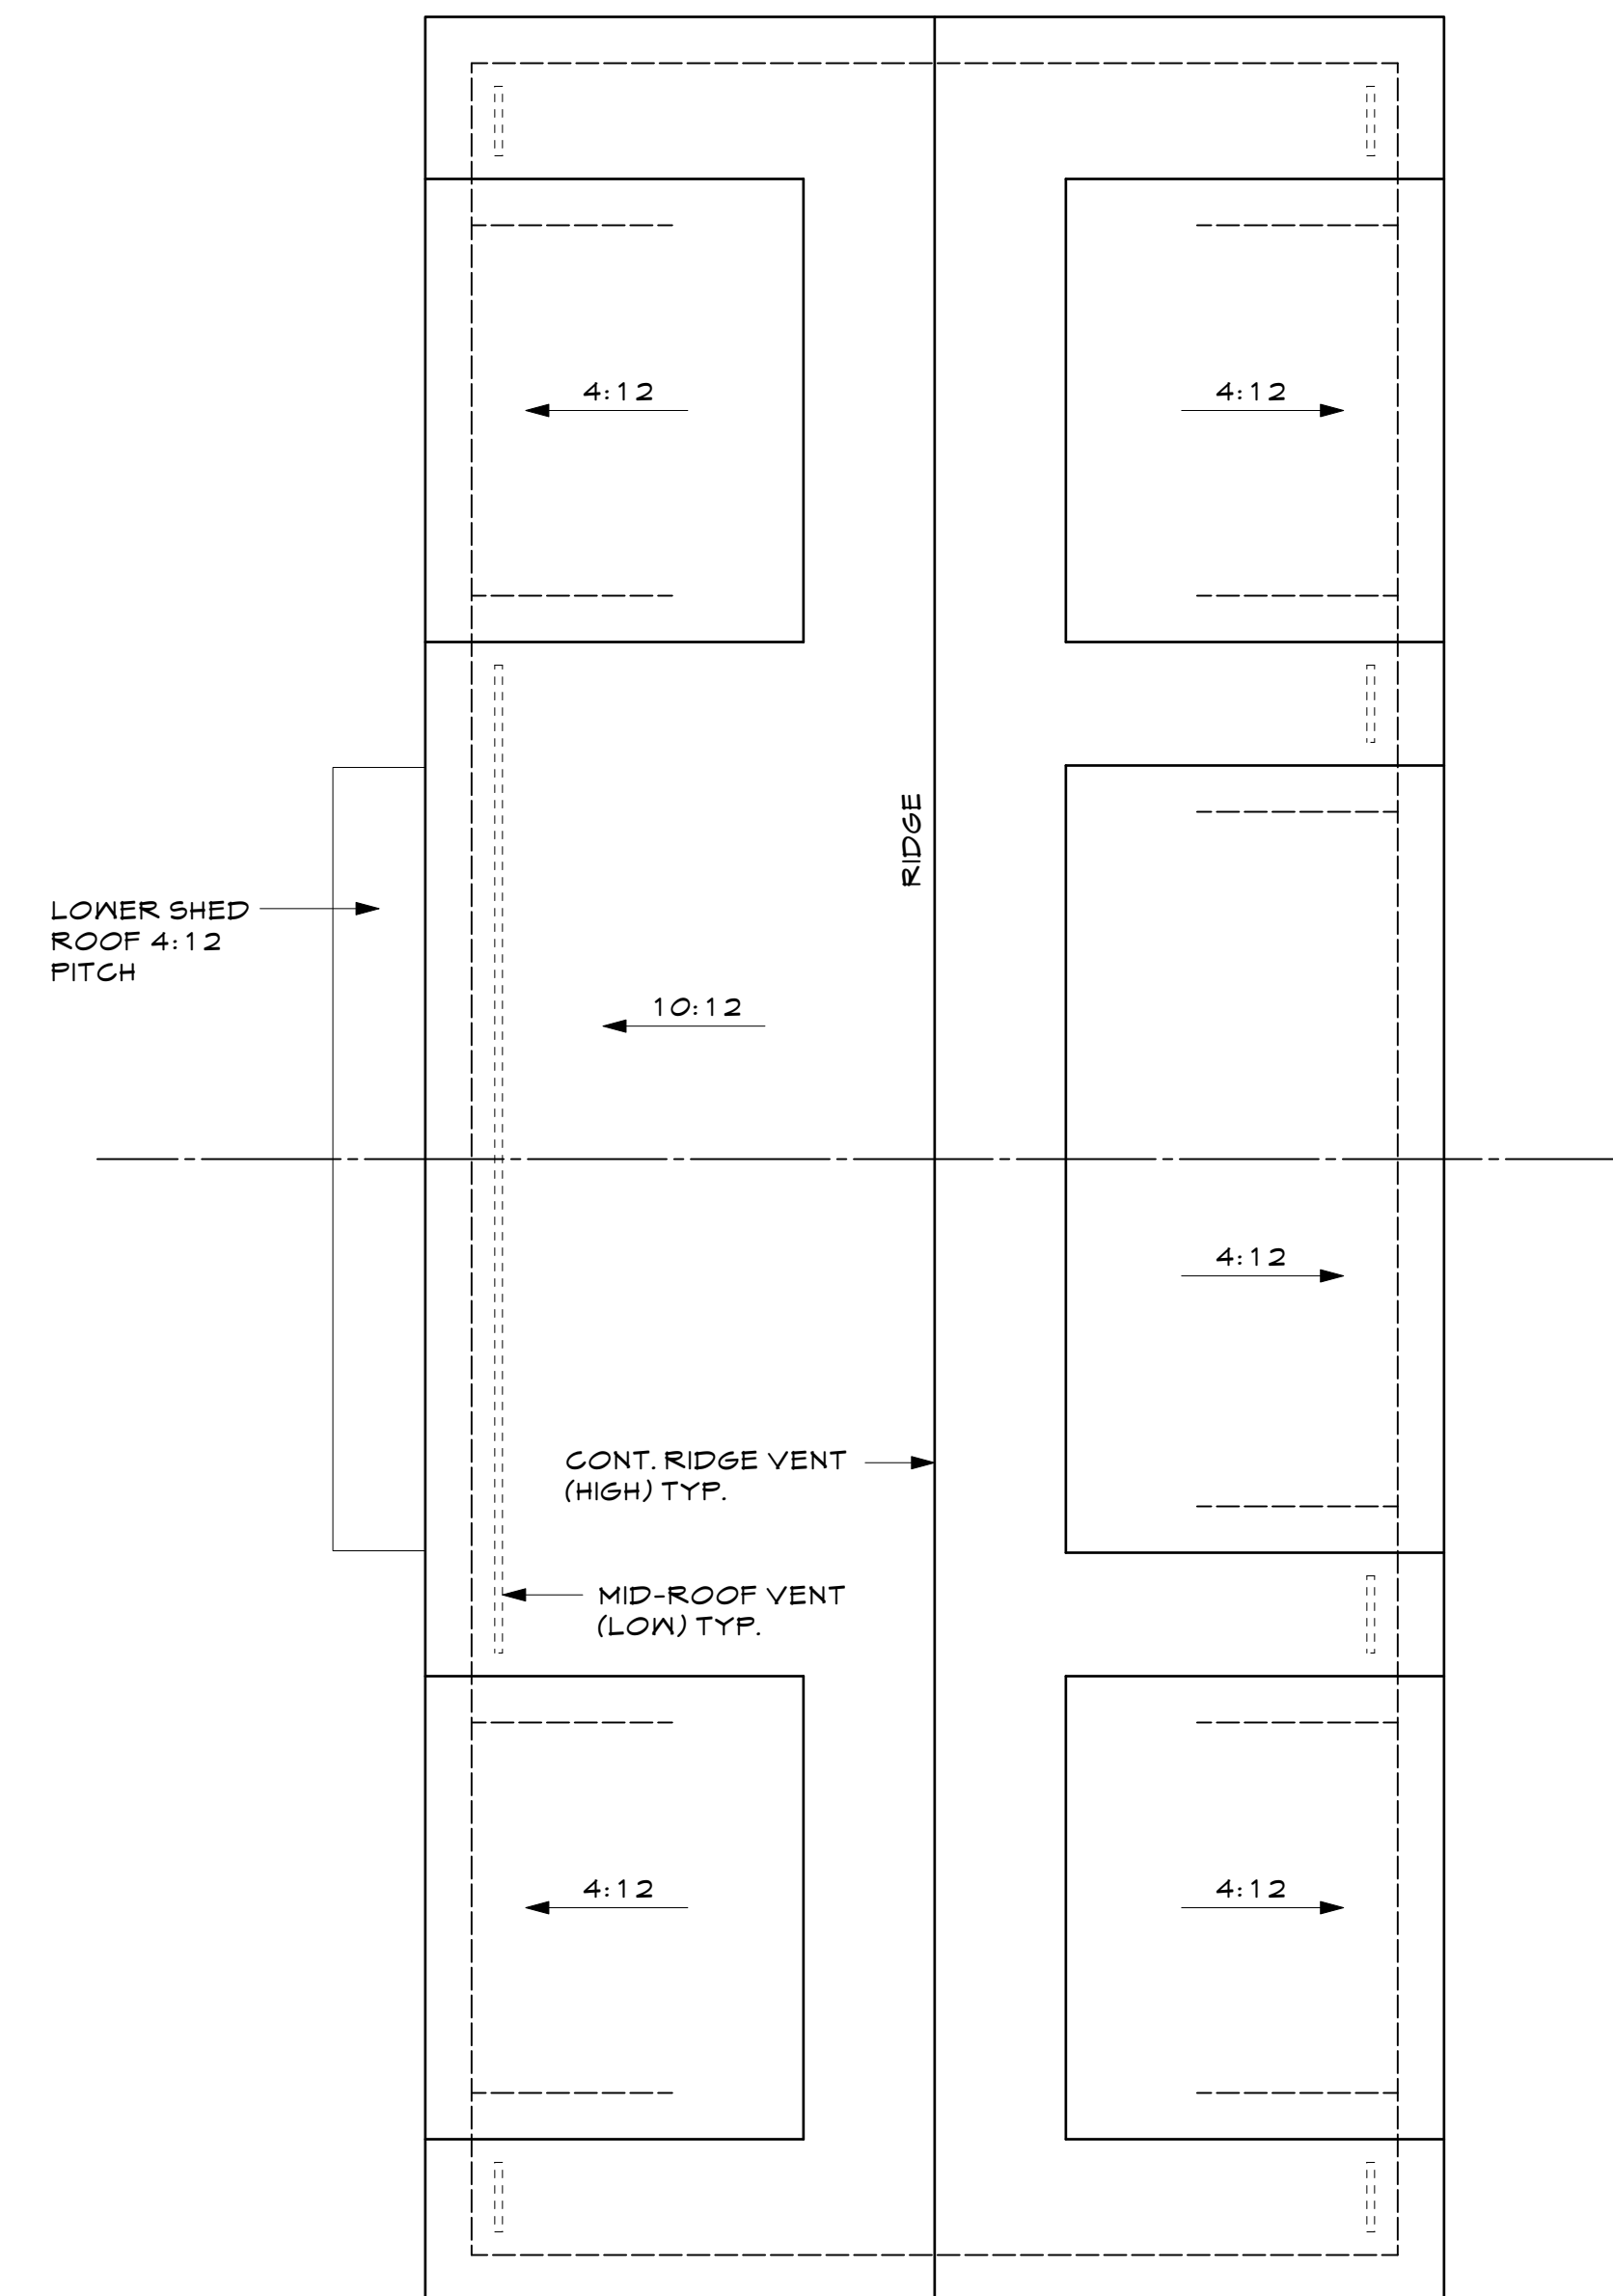 4:12
4:12
RIDGE
LOWER SHED
ROOF 4:12
PITCH
10:12
4:12
CONT. RIDGE VENT
(HIGH) TYP.
MID-ROOF VENT
(LOW) TYP.
4:12
4:12